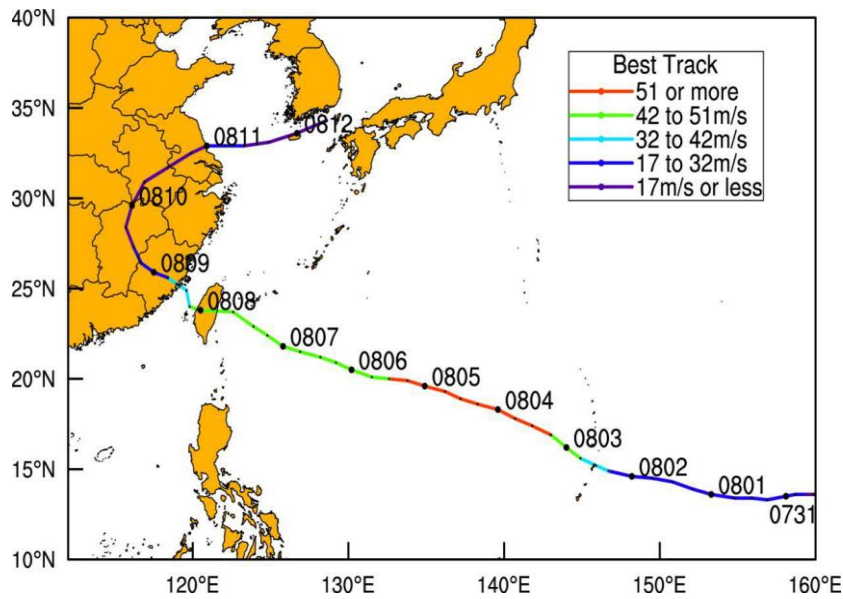 40°N
35°N
30°N
25°N
20°N
15°N
10°N
120°E
130°E
140°E
150°E
160°E
Best Track
51 or more
42 to 51m/s
32 to 42m/s
17 to 32m/s
17m/s or less
0812
0811
0810
0809
0808
0807
0806
0805
0804
0803
0802
0801
0731